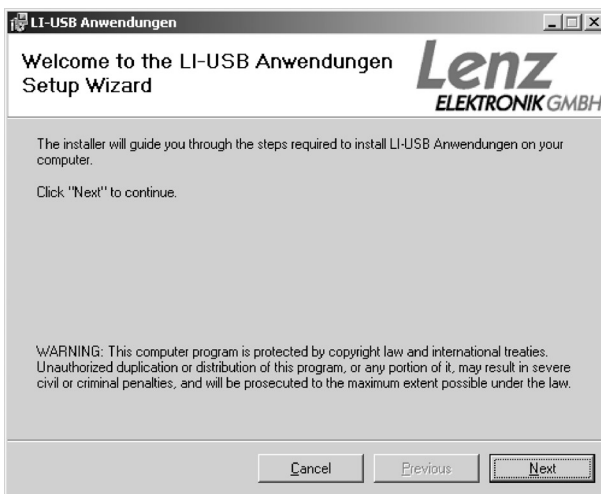 LI-USB Anwendungen
Welcome to the LI-USB Anwendungen
Setup Wizard
Lenz
ELEKTRONIK GMBH
The installer will guide you through the steps required to install LI-USB Anwendungen on your
computer.
Click "Next" to continue.
WARNING: This computer program is protected by copyright law and international treaties.
Unauthorized duplication or distribution of this program, or any portion of it, may result in severe
civil or criminal penalties, and will be prosecuted to the maximum extent possible under the law.
Cancel
Previous
Next